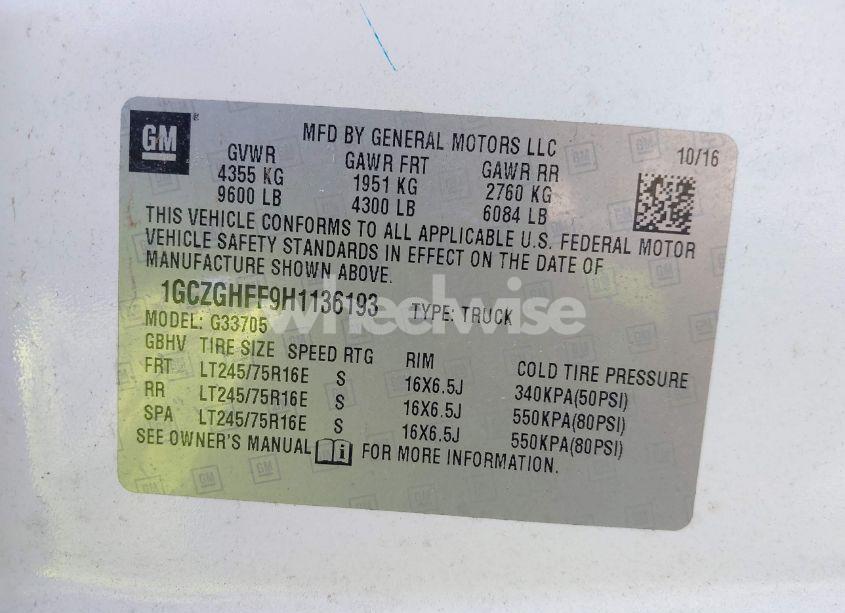 GM
MFD BY GENERAL MOTORS LLC
10/16
GVWR GAWR FRT GAWR RR
4355 KG 1951 KG 2760 KG
9600 LB 4300 LB 6084 LB
THIS VEHICLE CONFORMS TO ALL APPLICABLE U.S. FEDERAL MOTOR
VEHICLE SAFETY STANDARDS IN EFFECT ON THE DATE OF
MANUFACTURE SHOWN ABOVE.
1GCZGHFF9H1136193 TYPE: TRUCK
wheelwise
MODEL: G33705
GBHV TIRE SIZE SPEED RTG RIM COLD TIRE PRESSURE
FRT LT245/75R16E S 16X6.5J 340KPA(50PSI)
RR LT245/75R16E S 16X6.5J 550KPA(80PSI)
SPA LT245/75R16E S 16X6.5J 550KPA(80PSI)
SEE OWNER'S MANUAL FOR MORE INFORMATION.